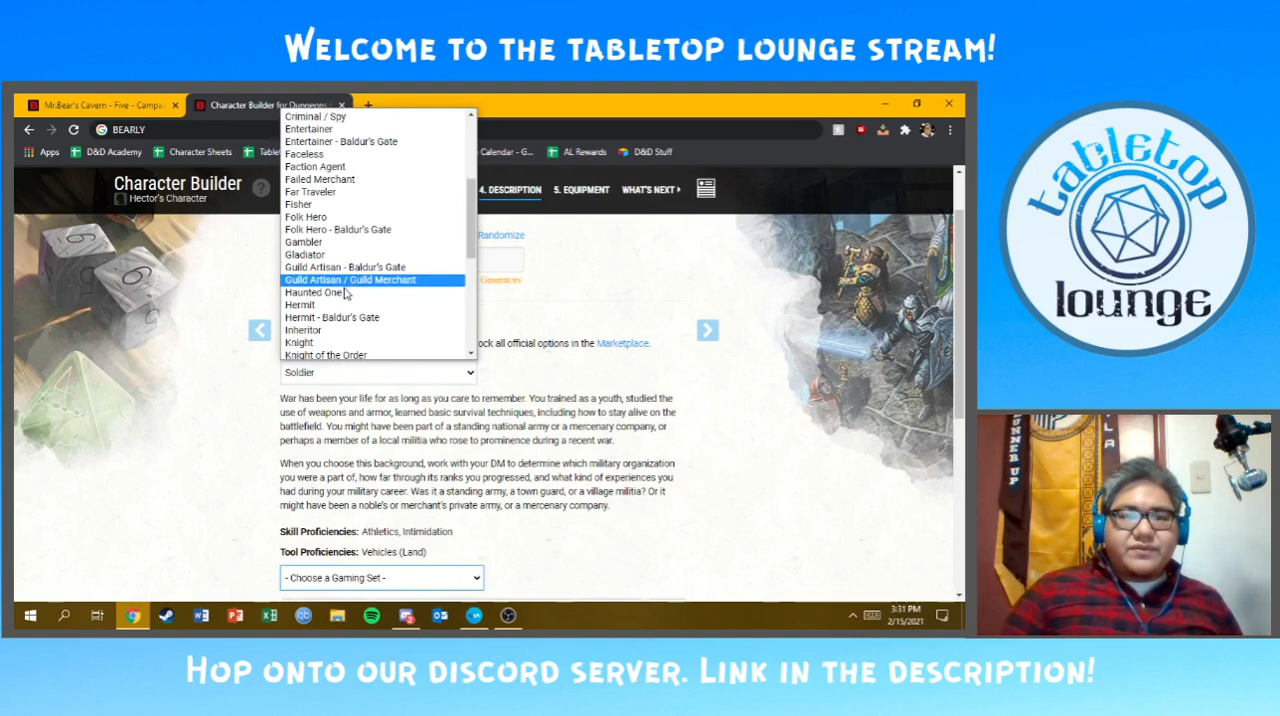 WELCOME TO THE TABLETOP LOUNGE STREAM!
Mr.Bear's Cavern - Five - Campa
Character Builder for Dungeons
BEARLY
Apps
D&D Academy
Character Sheets
Calendar - G...
AL Rewards
D&D Stuff
Character Builder
Hector's Character
4. DESCRIPTION
5. EQUIPMENT
WHAT'S NEXT
Criminal / Spy
Entertainer
Entertainer - Baldur's Gate
Faceless
Faction Agent
Failed Merchant
Far Traveler
Fisher
Folk Hero
Folk Hero - Baldur's Gate
Gambler
Gladiator
Guild Artisan - Baldur's Gate
Guild Artisan / Guild Merchant
Haunted One
Hermit
Hermit - Baldur's Gate
Inheritor
Knight
Knight of the Order
Randomize
ock all official options in the Marketplace.
Soldier
War has been your life for as long as you care to remember. You trained as a youth, studied the
use of weapons and armor, learned basic survival techniques, including how to stay alive on the
battlefield. You might have been part of a standing national army or a mercenary company, or
perhaps a member of a local militia who rose to prominence during a recent war.
When you choose this background, work with your DM to determine which military organization
you were a part of, how far through its ranks you progressed, and what kind of experiences you
had during your military career. Was it a standing army, a town guard, or a village militia? Or it
might have been a noble's or merchant's private army, or a mercenary company.
Skill Proficiencies: Athletics, Intimidation
Tool Proficiencies: Vehicles (Land)
- Choose a Gaming Set -
3:31 PM
2/15/2021
tabletop
lounge
RUNNER UP
HOP ONTO OUR DISCORD SERVER. LINK IN THE DESCRIPTION!